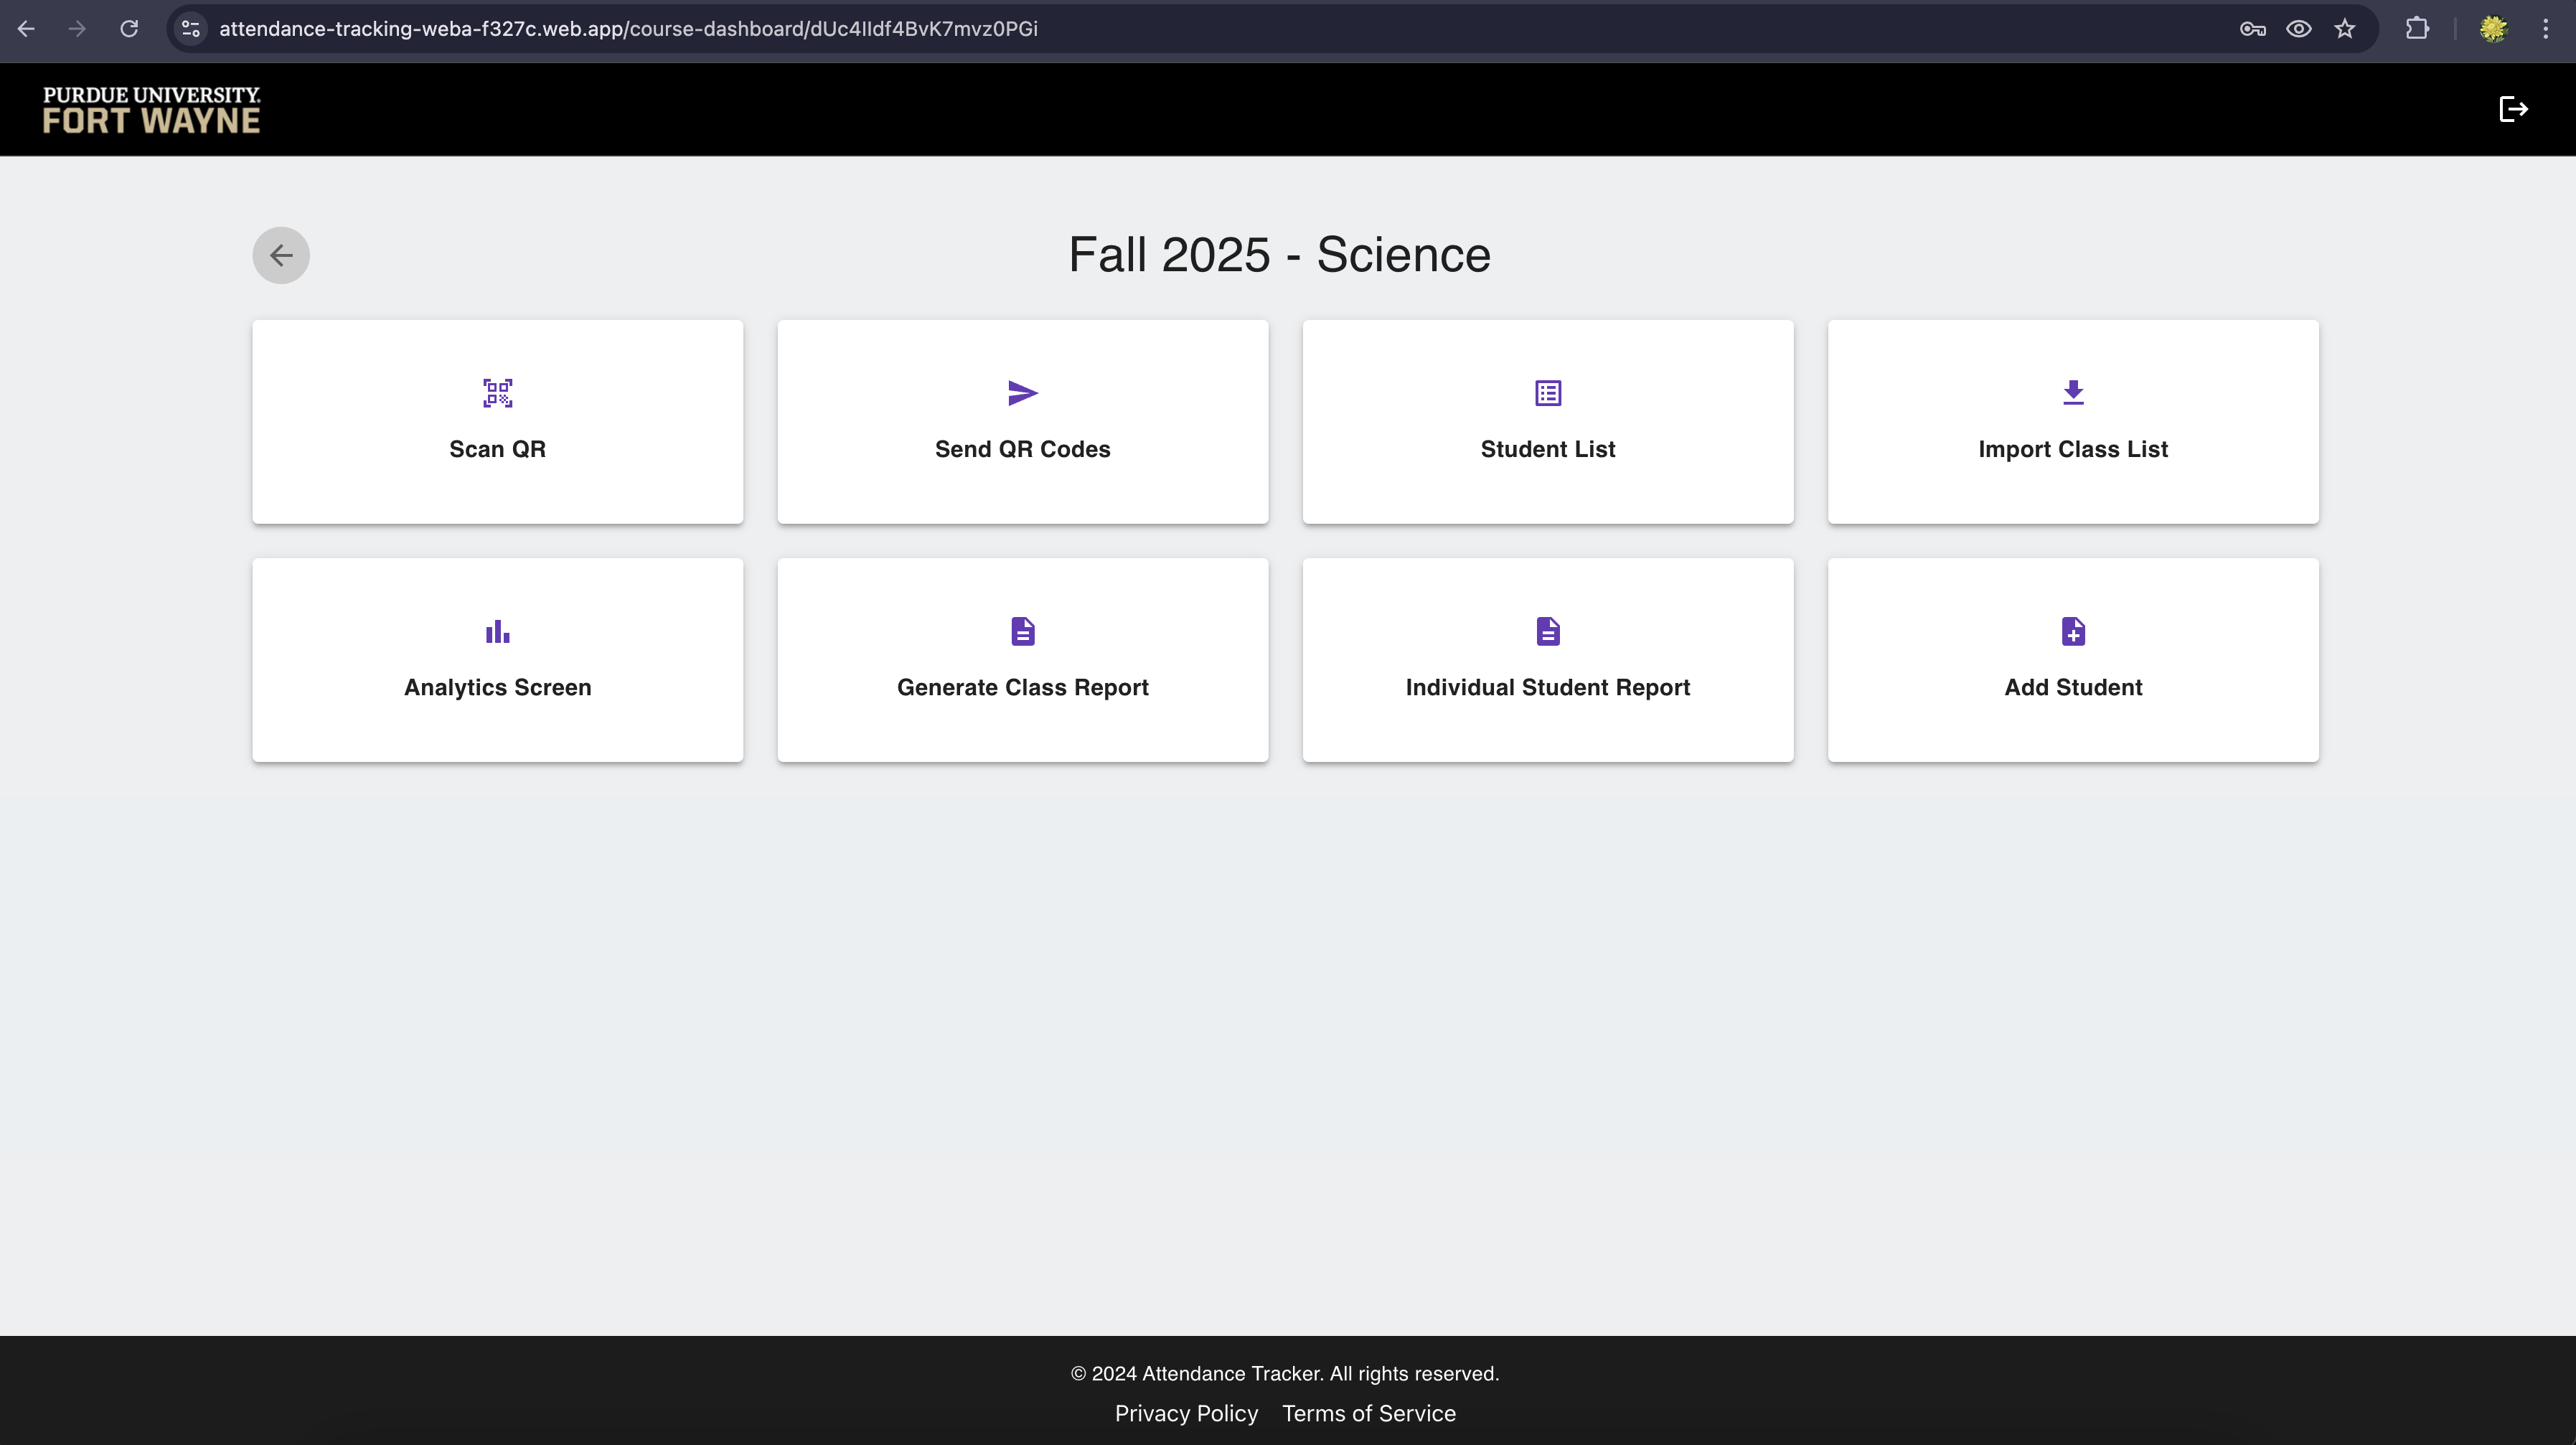 attendance-tracking-weba-f327c.web.app/course-dashboard/dUc4IIdf4BvK7mvz0PGi
PURDUE UNIVERSITY®
FORT WAYNE
Fall 2025 - Science
Scan QR
Send QR Codes
Student List
Import Class List
Analytics Screen
Generate Class Report
Individual Student Report
Add Student
© 2024 Attendance Tracker. All rights reserved.
Privacy Policy Terms of Service